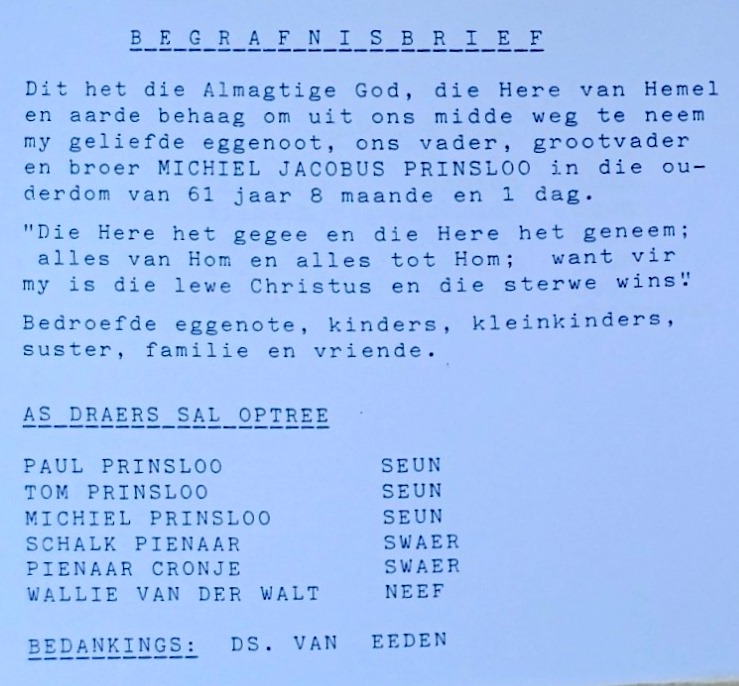 B E G R A F N I S B R I E F
Dit het die Almagtige God, die Here van Hemel
en aarde behaag om uit ons midde weg te neem
my geliefde eggenoot, ons vader, grootvader
en broer MICHIEL JACOBUS PRINSLOO in die ou-
derdom van 61 jaar 8 maande en 1 dag.
"Die Here het gegee en die Here het geneem;
alles van Hom en alles tot Hom; want vir
my is die lewe Christus en die sterwe wins".
Bedroefde eggenote, kinders, kleinkinders,
suster, familie en vriende.
AS DRAERS SAL OPTREE
PAUL PRINSLOO SEUN
TOM PRINSLOO SEUN
MICHIEL PRINSLOO SEUN
SCHALK PIENAAR SWAER
PIENAAR CRONJE SWAER
WALLIE VAN DER WALT NEEF
BEDANKINGS: DS. VAN EEDEN